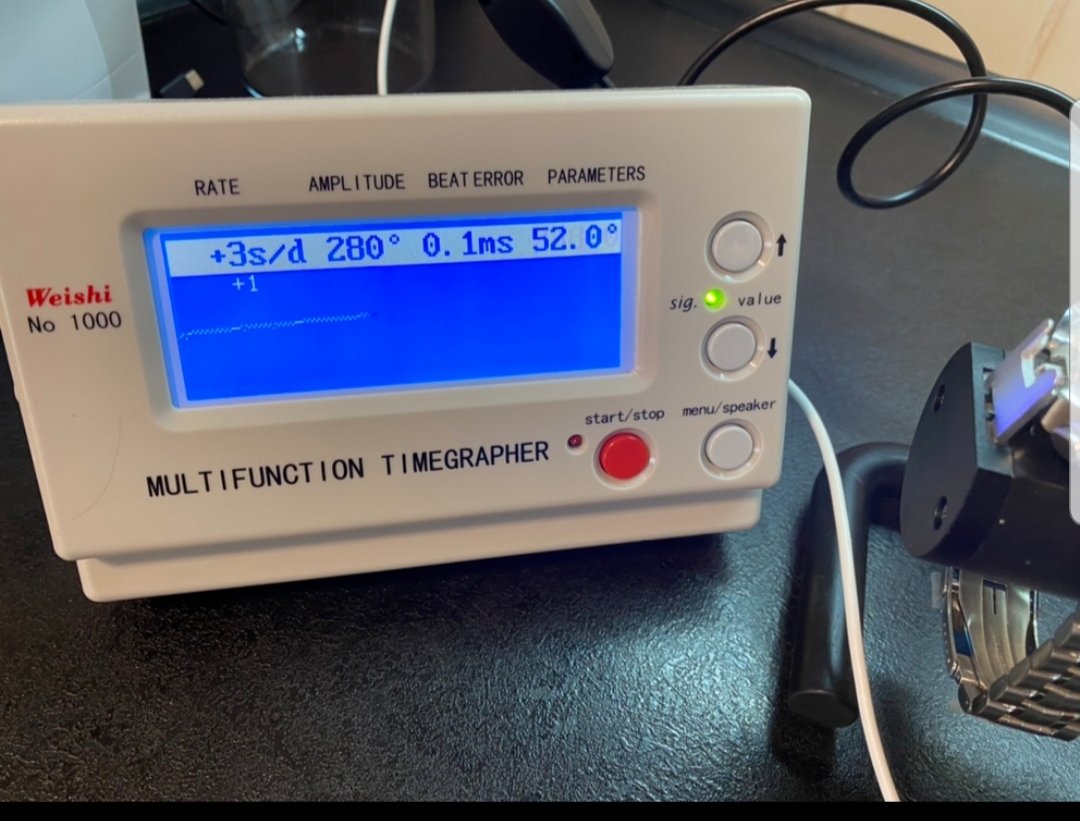 RATE AMPLITUDE BEAT ERROR PARAMETERS
+3s/d 280° 0.1ms 52.0°
+1
Weishi
No 1000
sig. value
start/stop menu/speaker
MULTIFUNCTION TIMEGRAPHER